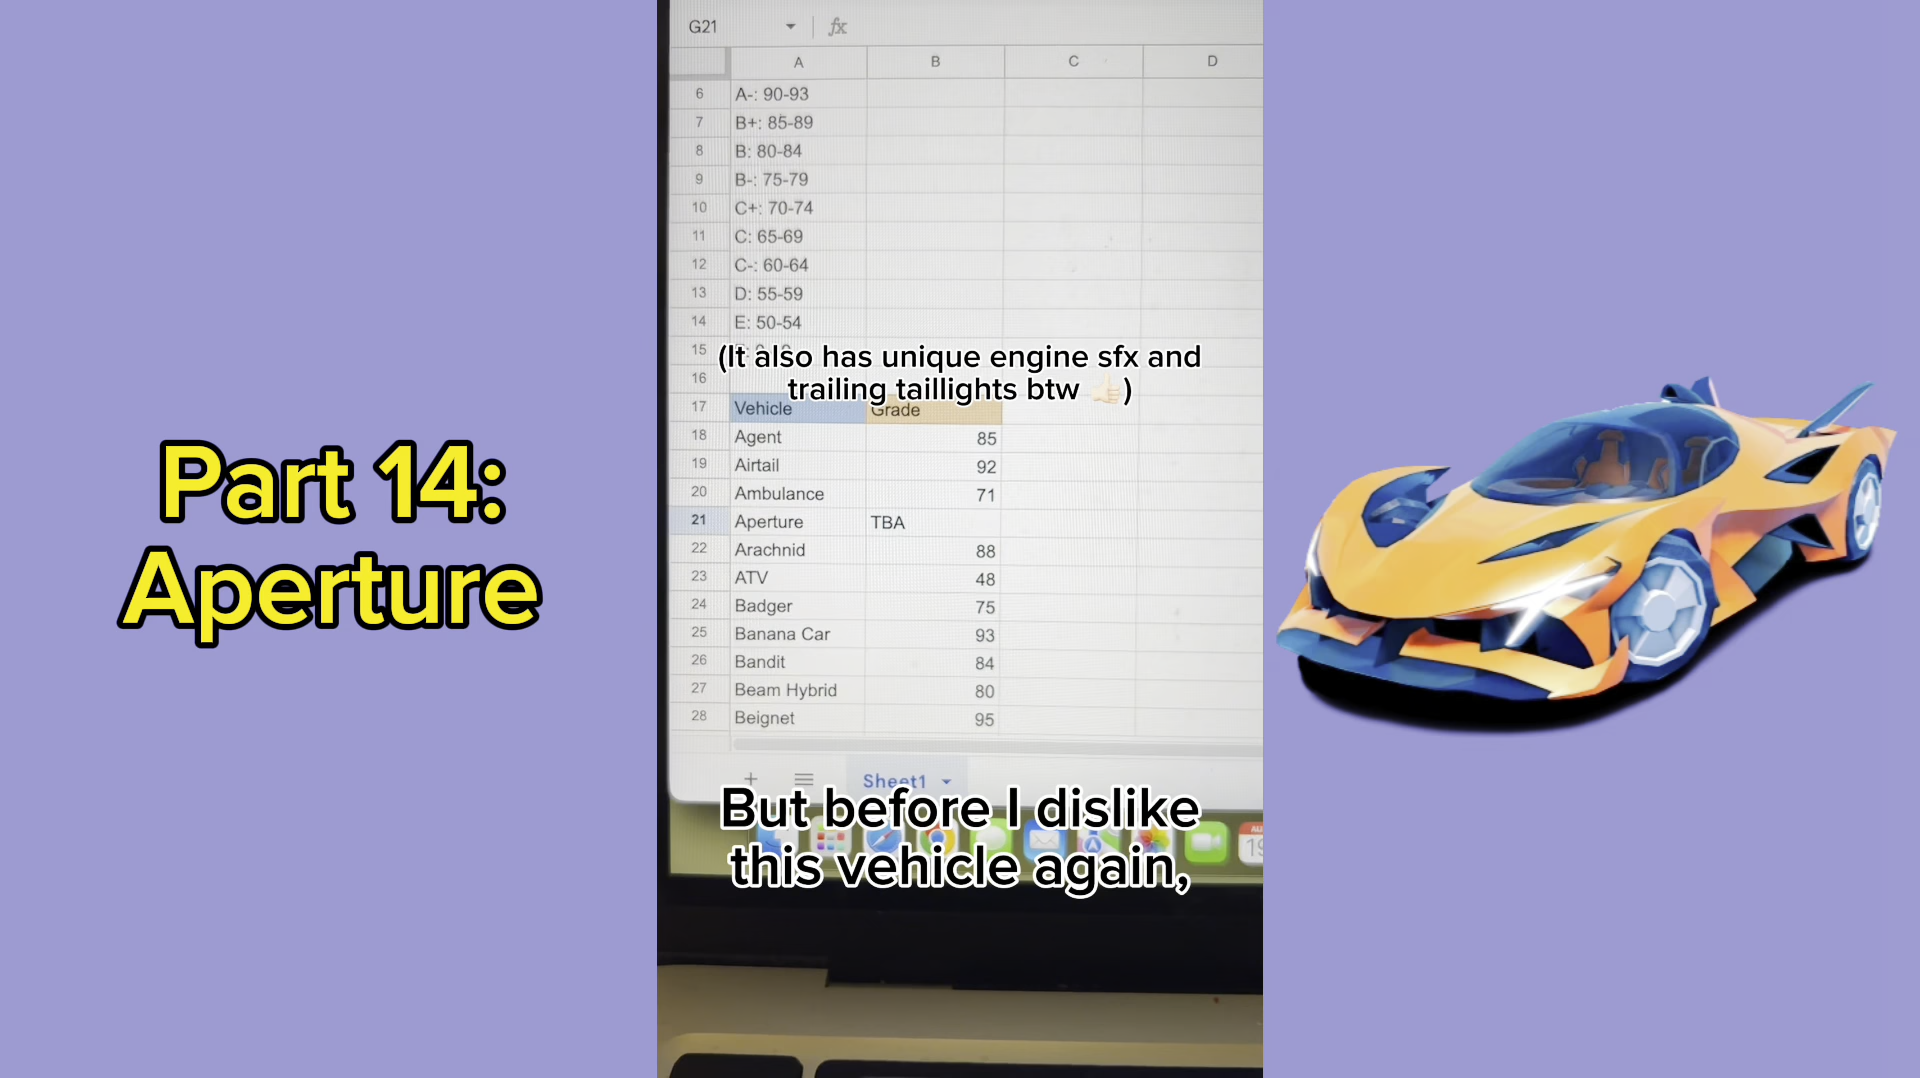 Part 14:
Aperture
G21
fx
A B C D
6 A-: 90-93
7 B+: 85-89
8 B: 80-84
9 B-: 75-79
10 C+: 70-74
11 C: 65-69
12 C-: 60-64
13 D: 55-59
14 E: 50-54
15
(It also has unique engine sfx and
16
trailing taillights btw 👍🏻)
17 Vehicle Grade
18 Agent 85
19 Airtail 92
20 Ambulance 71
21 Aperture TBA
22 Arachnid 88
23 ATV 48
24 Badger 75
25 Banana Car 93
26 Bandit 84
27 Beam Hybrid 80
28 Beignet 95
Sheet1
But before I dislike
this vehicle again,